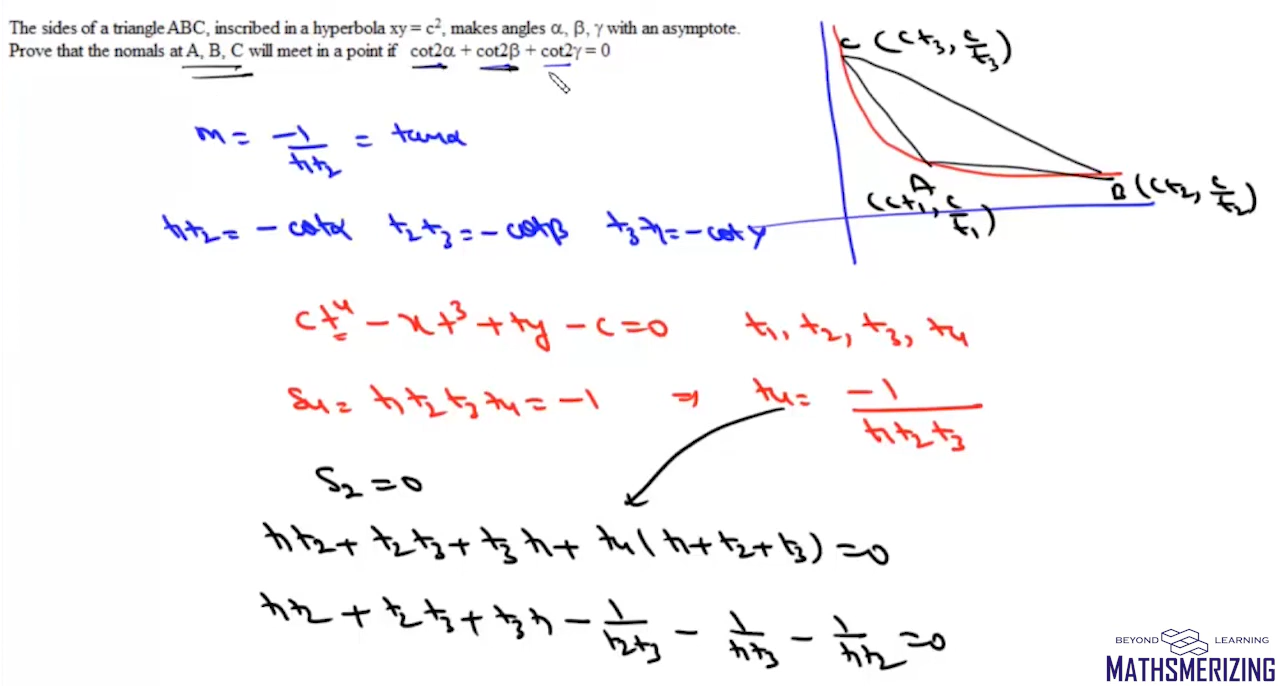 The sides of a triangle ABC, inscribed in a hyperbola xy = c², makes angles α, β, γ with an asymptote.
Prove that the nomals at A, B, C will meet in a point if cot2α + cot2β + cot2γ = 0
C (ct₃, c/t₃)
A
(ct₁, c/t₁)
B (ct₂, c/t₂)
m = -1/t₁t₂ = tanα
t₁t₂ = -cotα t₂t₃ = -cotβ t₃t₁ = -cotγ
ct⁴ - xt³ + ty - c = 0 t₁, t₂, t₃, t₄
S₄ = t₁t₂t₃t₄ = -1 ⇒ t₄ = -1/t₁t₂t₃
S₂ = 0
t₁t₂ + t₂t₃ + t₃t₁ + t₄(t₁+t₂+t₃) = 0
t₁t₂ + t₂t₃ + t₃t₁ - 1/t₂t₃ - 1/t₁t₃ - 1/t₁t₂ = 0
BEYOND LEARNING
MATHSMERIZING